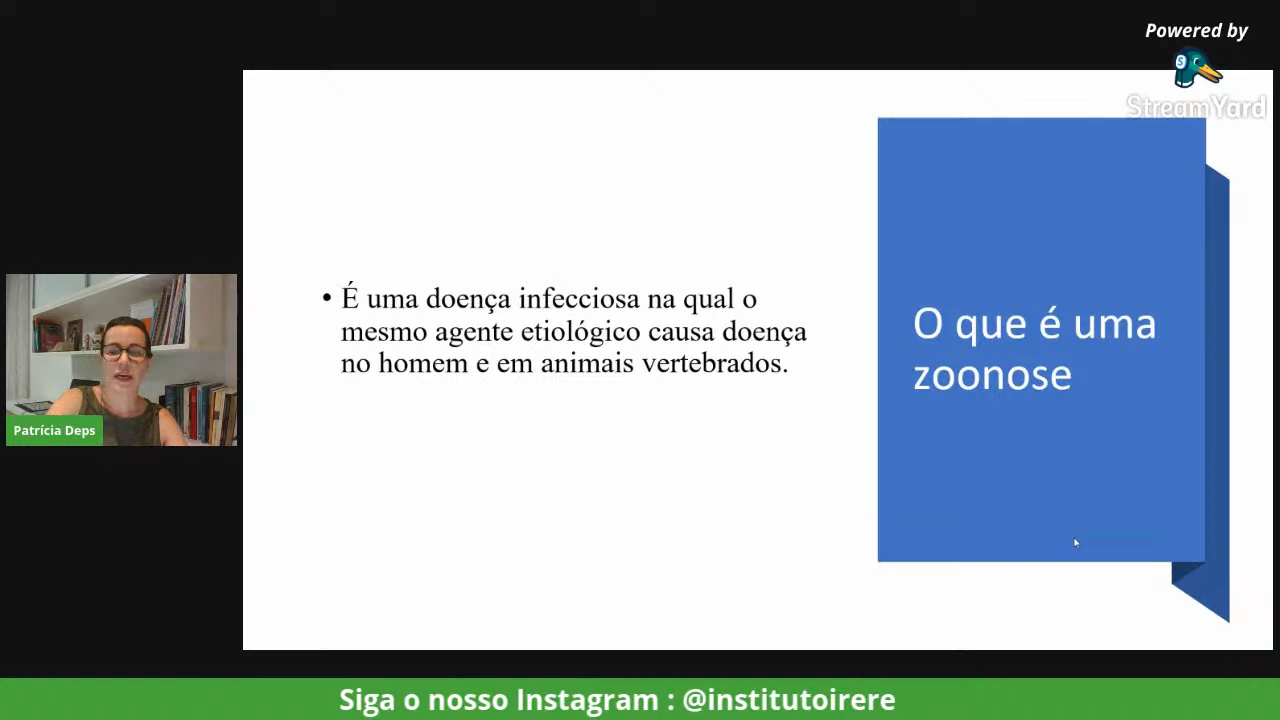 Powered by
StreamYard
• É uma doença infecciosa na qual o
mesmo agente etiológico causa doença
no homem e em animais vertebrados.
O que é uma
zoonose
Patrícia Deps
Siga o nosso Instagram : @institutoirere